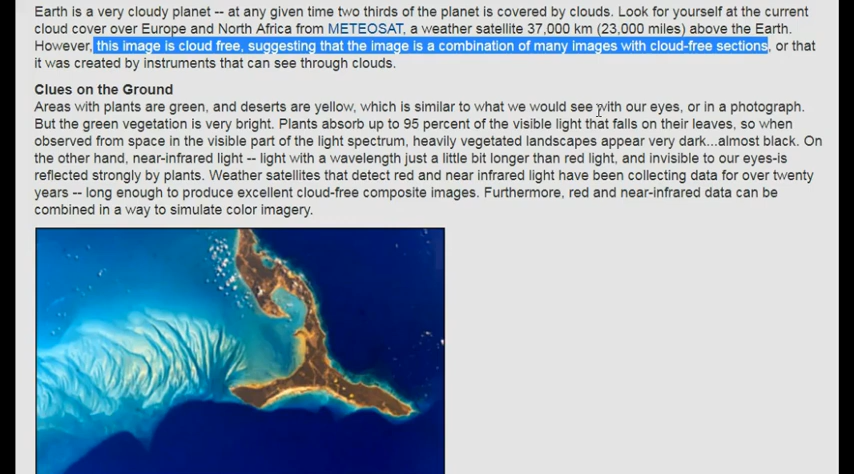 Earth is a very cloudy planet -- at any given time two thirds of the planet is covered by clouds. Look for yourself at the current
cloud cover over Europe and North Africa from METEOSAT, a weather satellite 37,000 km (23,000 miles) above the Earth.
However, this image is cloud free, suggesting that the image is a combination of many images with cloud-free sections, or that
it was created by instruments that can see through clouds.
Clues on the Ground
Areas with plants are green, and deserts are yellow, which is similar to what we would see with our eyes, or in a photograph.
But the green vegetation is very bright. Plants absorb up to 95 percent of the visible light that falls on their leaves, so when
observed from space in the visible part of the light spectrum, heavily vegetated landscapes appear very dark...almost black. On
the other hand, near-infrared light -- light with a wavelength just a little bit longer than red light, and invisible to our eyes-is
reflected strongly by plants. Weather satellites that detect red and near infrared light have been collecting data for over twenty
years -- long enough to produce excellent cloud-free composite images. Furthermore, red and near-infrared data can be
combined in a way to simulate color imagery.